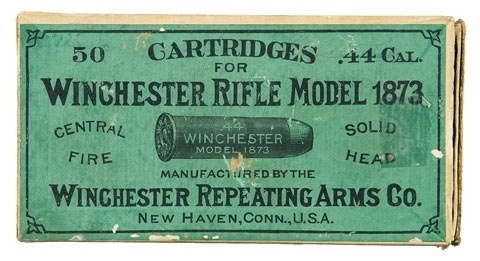 50 CARTRIDGES .44 CAL.
FOR
WINCHESTER RIFLE MODEL 1873
CENTRAL FIRE
44
WINCHESTER
MODEL 1873
SOLID HEAD
MANUFACTURED BY THE
WINCHESTER REPEATING ARMS CO.
NEW HAVEN, CONN., U.S.A.